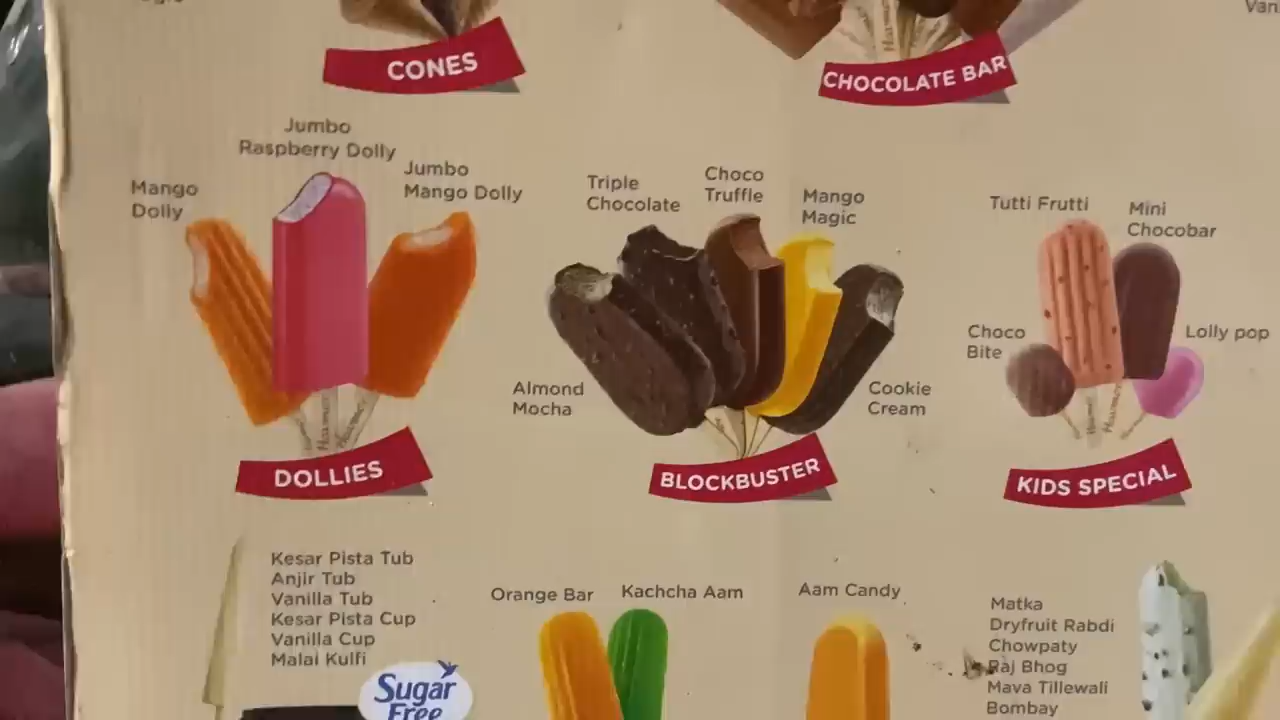 CONES
CHOCOLATE BAR
Jumbo
Raspberry Dolly
Jumbo
Mango Dolly
Mango
Dolly
Triple
Chocolate
Choco
Truffle
Mango
Magic
Almond
Mocha
Cookie
Cream
Tutti Frutti
Mini
Chocobar
Choco
Bite
Lolly pop
DOLLIES
BLOCKBUSTER
KIDS SPECIAL
Kesar Pista Tub
Anjir Tub
Vanilla Tub
Kesar Pista Cup
Vanilla Cup
Malai Kulfi
Sugar
Free
Orange Bar
Kachcha Aam
Aam Candy
Matka
Dryfruit Rabdi
Chowpaty
Raj Bhog
Mava Tillewali
Bombay